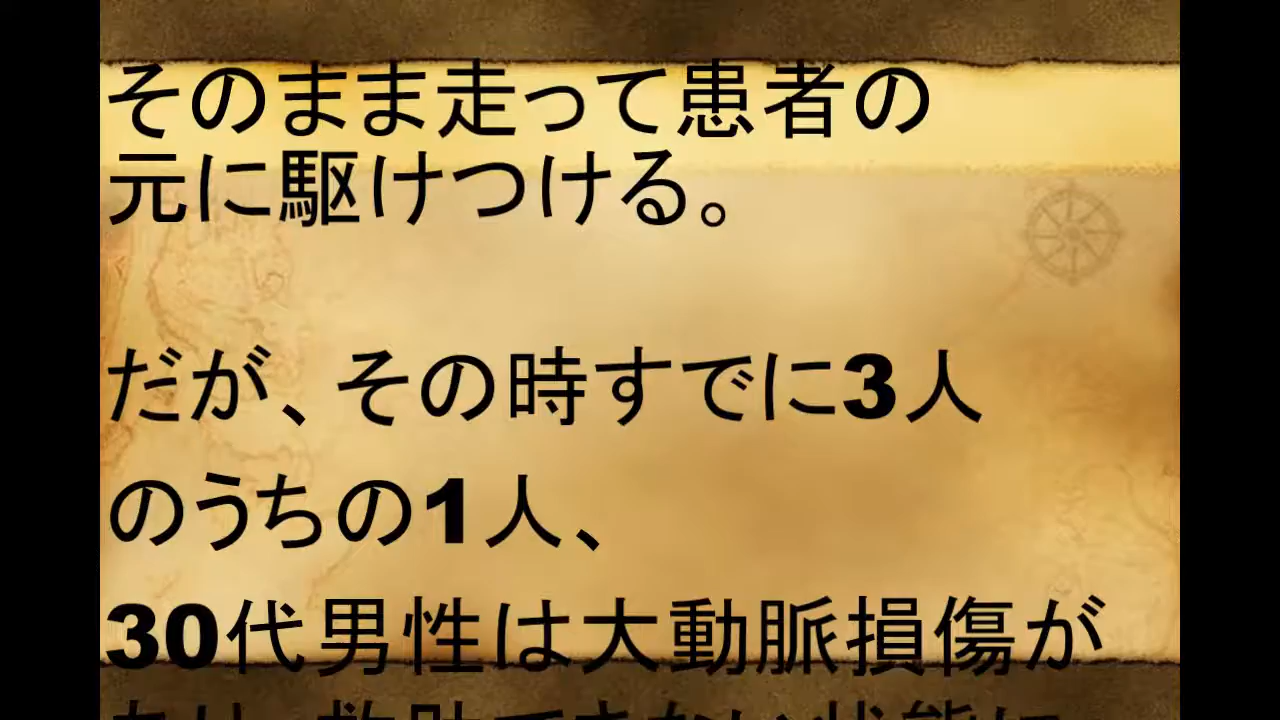 そのまま走って患者の
元に駆けつける。
だが、その時すでに3人
のうちの1人、
30代男性は大動脈損傷が